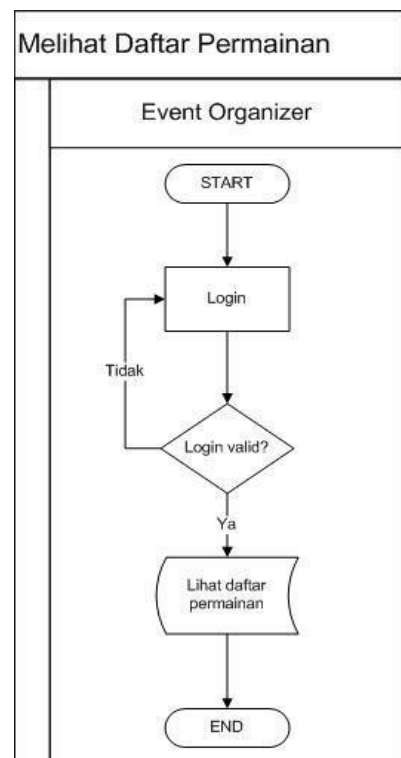 Melihat Daftar Permainan
Event Organizer
START
Login
Tidak
Login valid?
Ya
Lihat daftar
permainan
END